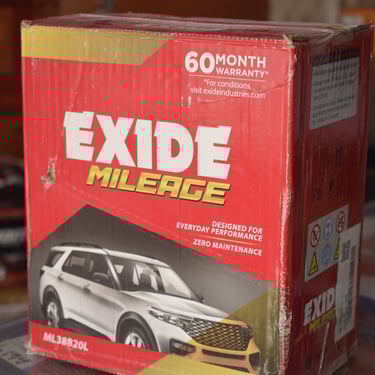 60 MONTH
WARRANTY*
*For conditions,
visit exideindustries.com
EXIDE
MILEAGE
DESIGNED FOR
EVERYDAY PERFORMANCE
ZERO MAINTENANCE
ML38B20L
Pb
EXIDE
MILEAGE